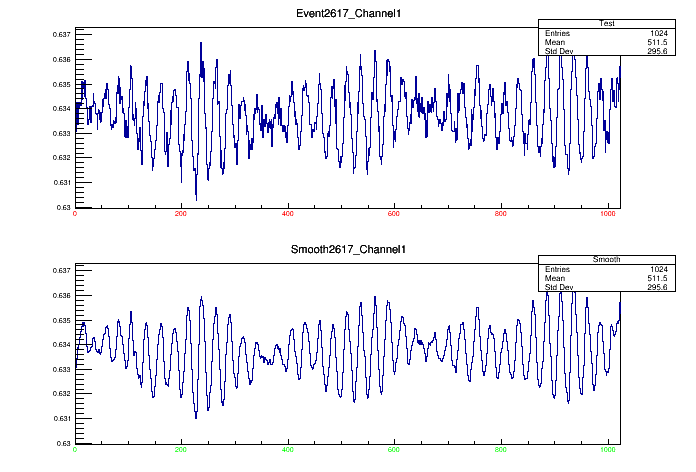 Event2617_Channel1
Test
Entries 1024
Mean 511.5
Std Dev 295.6
0.637
0.636
0.635
0.634
0.633
0.632
0.631
0.63
0 200 400 600 800 1000
Smooth2617_Channel1
Smooth
Entries 1024
Mean 511.5
Std Dev 295.6
0.637
0.636
0.635
0.634
0.633
0.632
0.631
0.63
0 200 400 600 800 1000